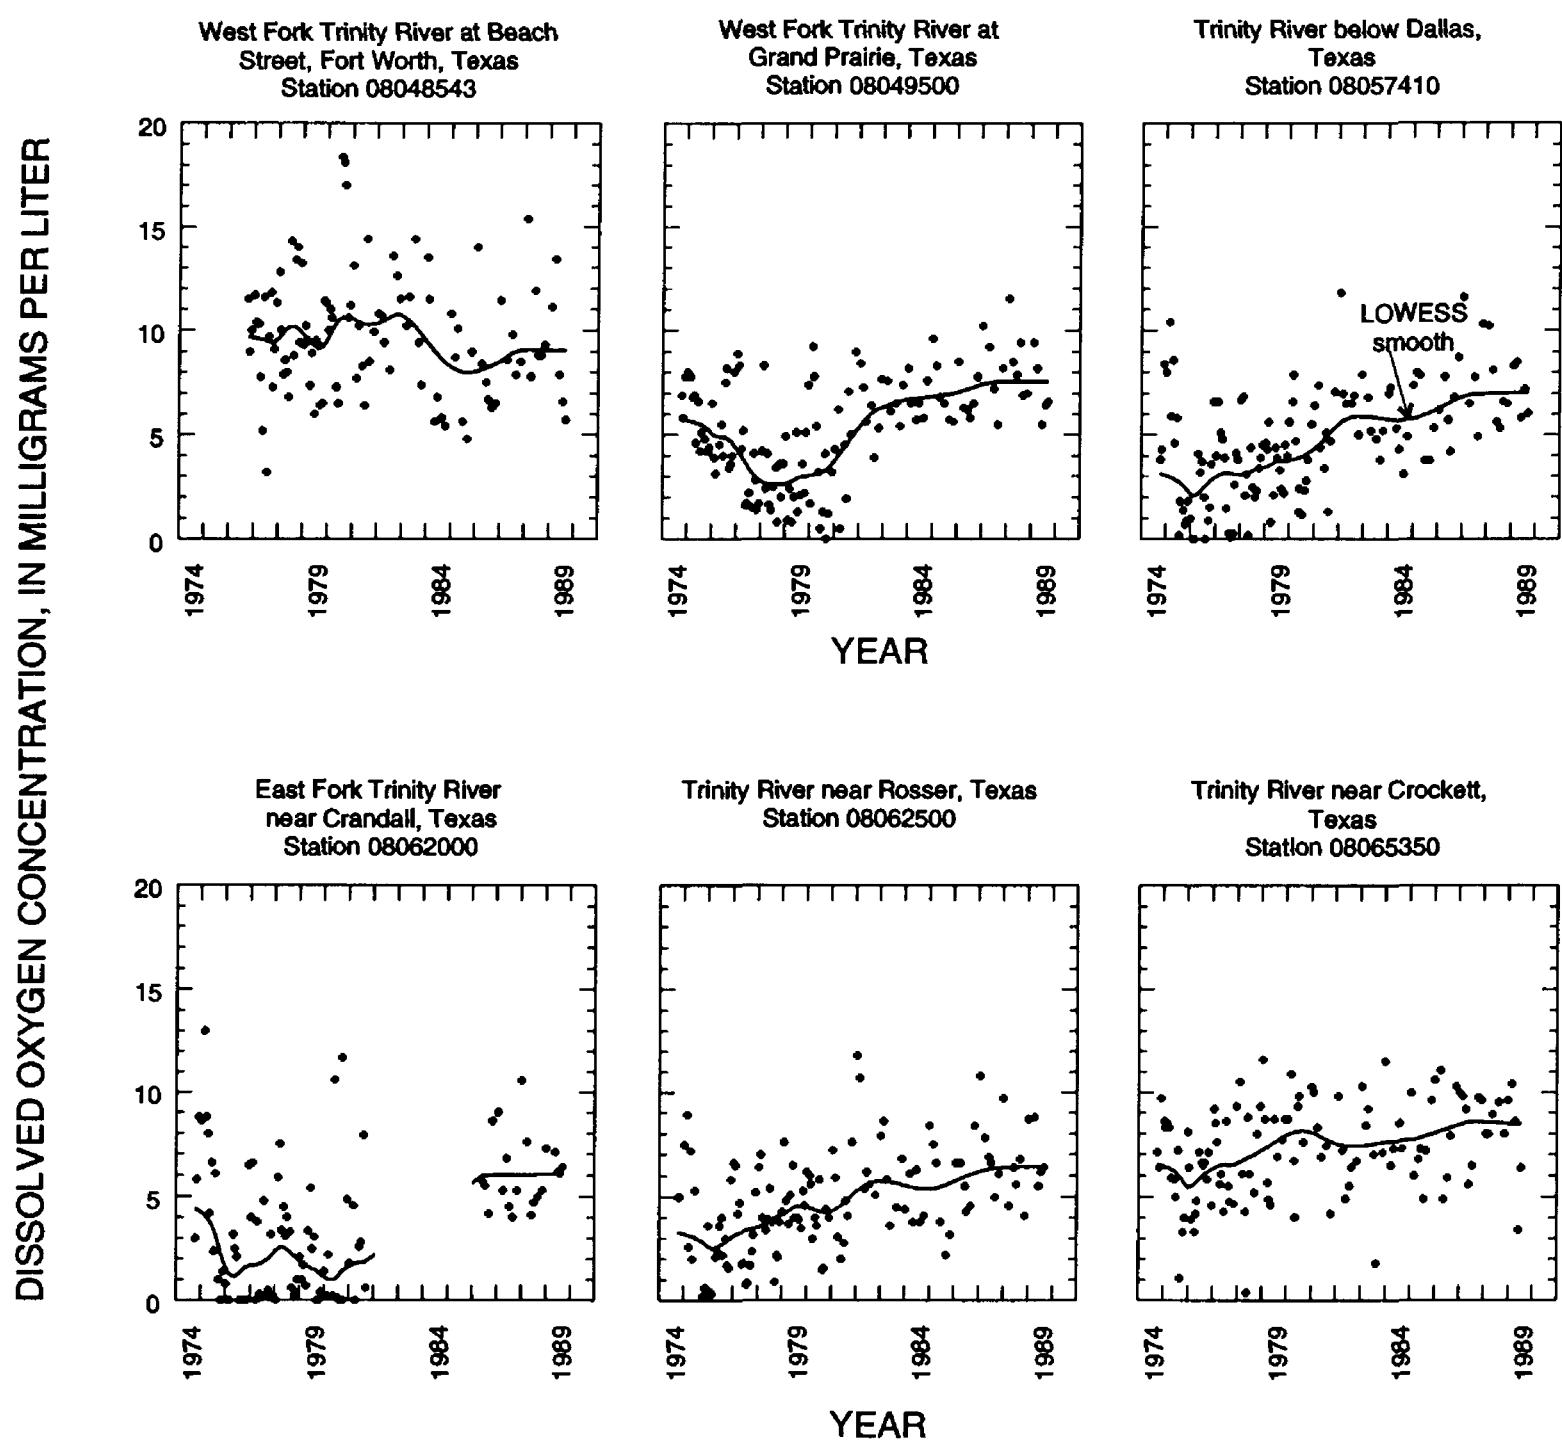 DISSOLVED OXYGEN CONCENTRATION, IN MILLIGRAMS PER LITER
West Fork Trinity River at Beach
Street, Fort Worth, Texas
Station 08048543
West Fork Trinity River at
Grand Prairie, Texas
Station 08049500
Trinity River below Dallas,
Texas
Station 08057410
20
15
10
5
0
LOWESS
smooth
1974
1979
1984
1989
1974
1979
1984
1989
1974
1979
1984
1989
YEAR
East Fork Trinity River
near Crandall, Texas
Station 08062000
Trinity River near Rosser, Texas
Station 08062500
Trinity River near Crockett,
Texas
Station 08065350
20
15
10
5
0
1974
1979
1984
1989
1974
1979
1984
1989
1974
1979
1984
1989
YEAR